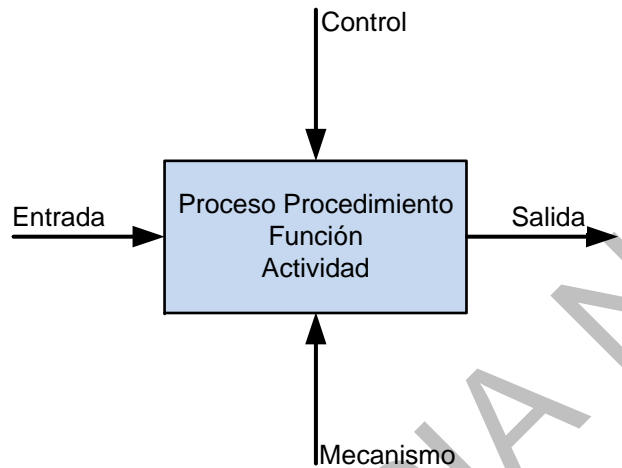 Control
Entrada
Proceso Procedimiento
Función
Actividad
Salida
Mecanismo